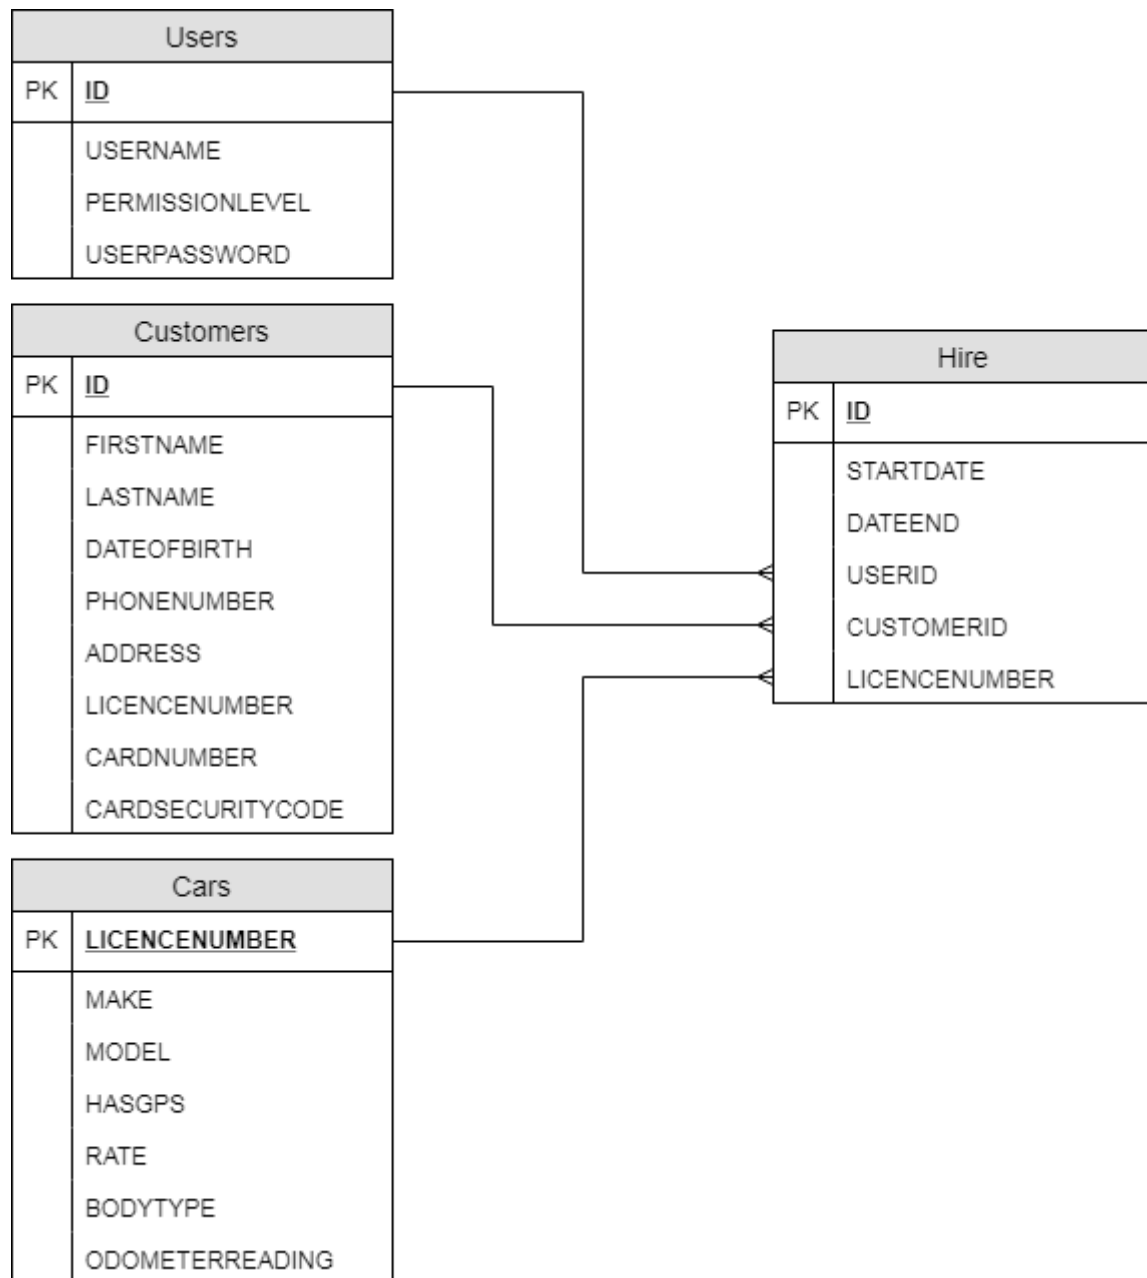 Users
PK ID
USERNAME
PERMISSIONLEVEL
USERPASSWORD
Customers
PK ID
FIRSTNAME
LASTNAME
DATEOFBIRTH
PHONENUMBER
ADDRESS
LICENCENUMBER
CARDNUMBER
CARDSECURITYCODE
Cars
PK LICENCENUMBER
MAKE
MODEL
HASGPS
RATE
BODYTYPE
ODOMETERREADING
Hire
PK ID
STARTDATE
DATEEND
USERID
CUSTOMERID
LICENCENUMBER